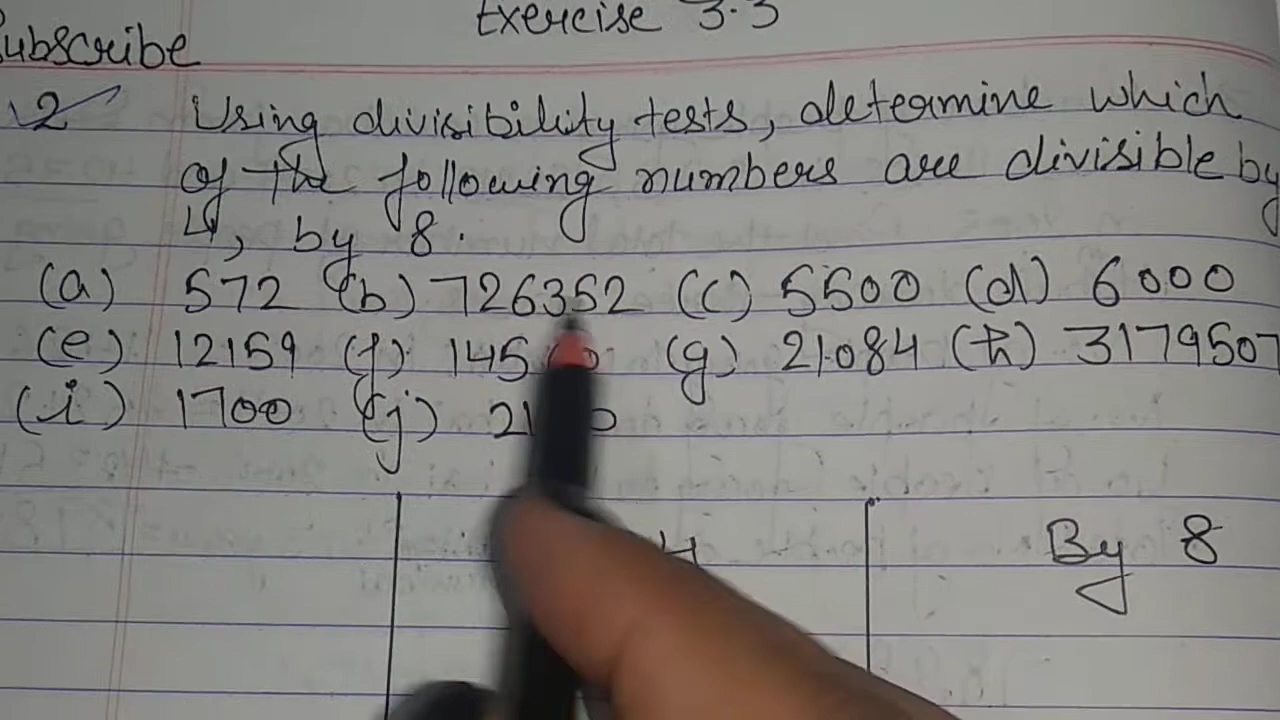 Exercise 3.3
Subscribe
2 Using divisibility tests, determine which
of the following numbers are divisible by
4, by 8.
(a) 572 (b) 726352 (c) 5500 (d) 6000
(e) 12159 (f) (g) 21084 (h) 3179507
(i) 1700 (j)
By 8